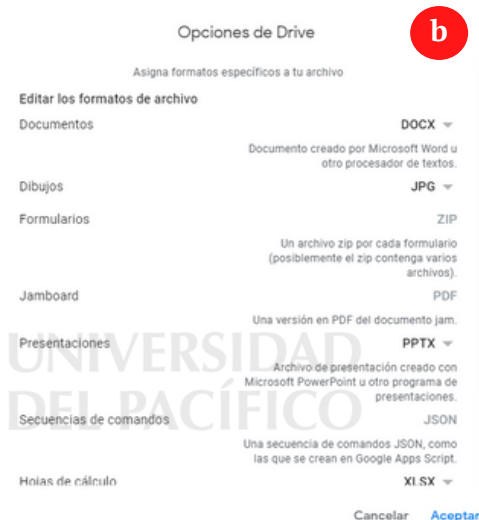 Opciones de Drive
b
Asigna formatos específicos a tu archivo
Editar los formatos de archivo
Documentos
DOCX
Documento creado por Microsoft Word u
otro procesador de textos.
Dibujos
JPG
Formularios
ZIP
Un archivo zip por cada formulario
(posiblemente el zip contenga varios
archivos).
Jamboard
PDF
Una versión en PDF del documento jam.
Presentaciones
PPTX
Archivo de presentación creado con
Microsoft PowerPoint u otro programa de
presentaciones.
UNIVERSIDAD
DEL PACÍFICO
Secuencias de comandos
JSON
Una secuencia de comandos JSON, como
las que se crean en Google Apps Script.
Hojas de cálculo
XLSX
Cancelar
Aceptar